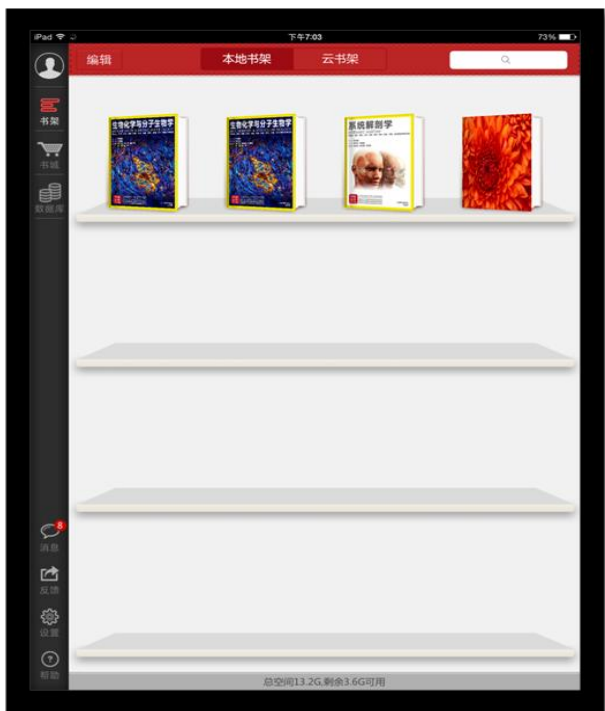 iPad 下午7:03 73%
编辑 本地书架 云书架
书架
书城
数据库
生物化学与分子生物学
生物化学与分子生物学
系统解剖学
8
消息
反馈
设置
帮助
总空间13.2G,剩余3.6G可用